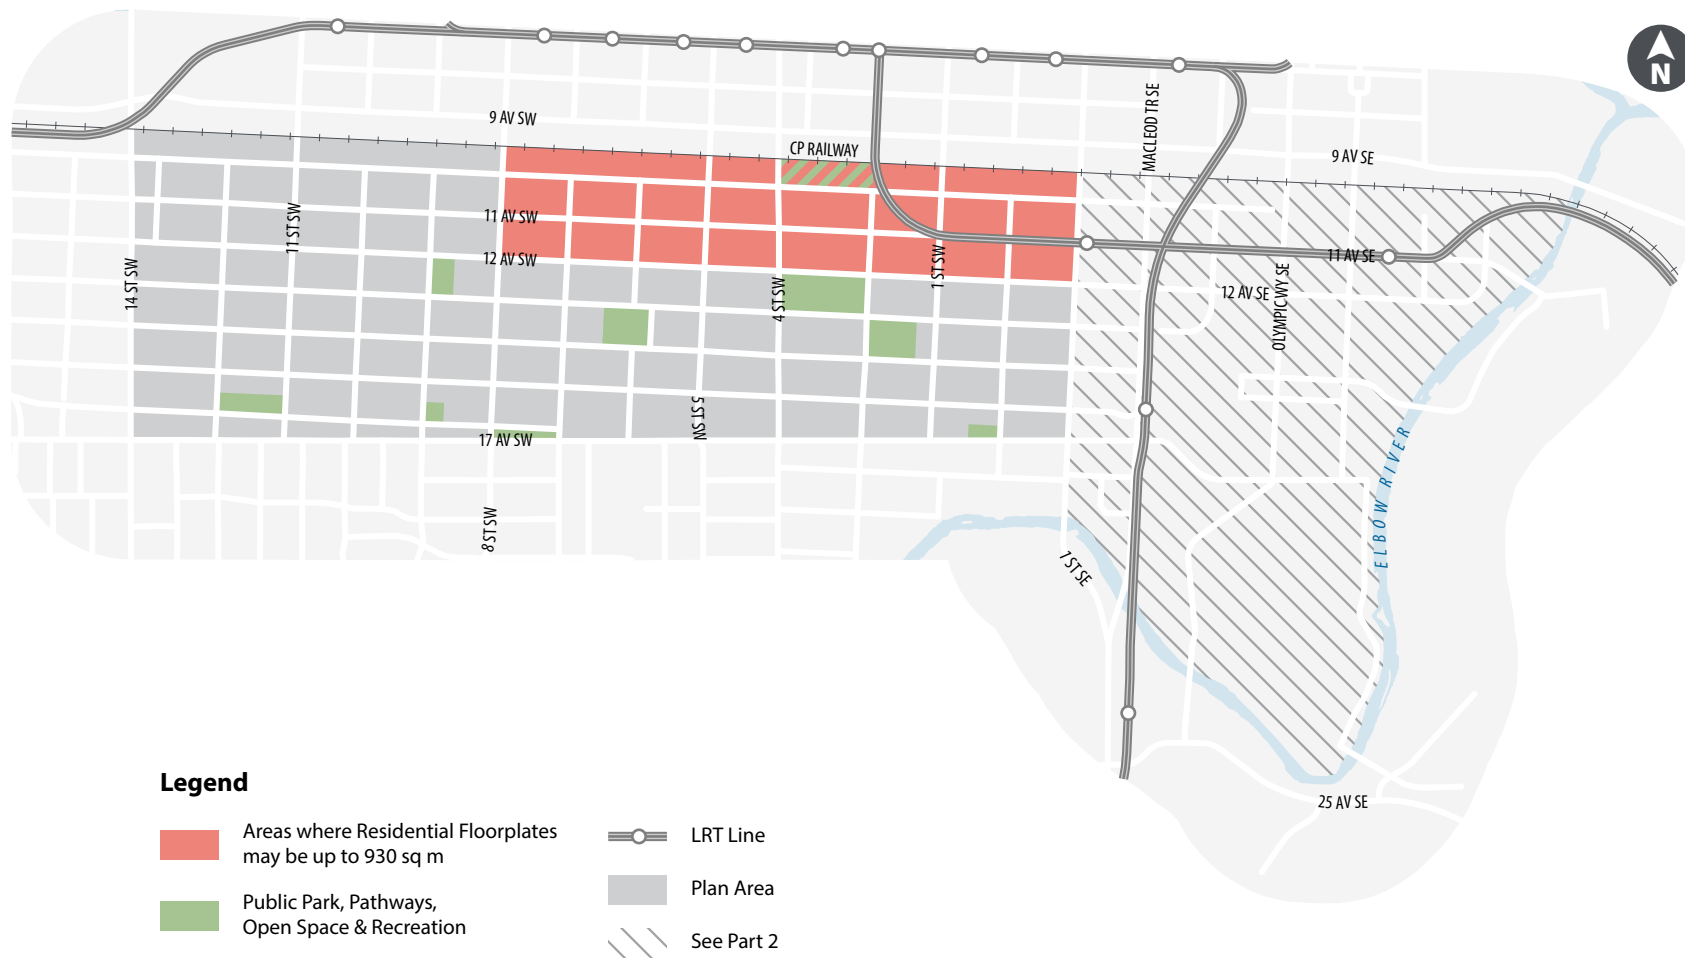 N
MACLEOD TR SE
9 AV SW
CP RAILWAY
9 AV SE
11 ST SW
11 AV SW
12 AV SW
14 ST SW
4 ST SW
1 ST SW
11 AV SE
12 AV SE
OLYMPIC WY SE
5 ST SW
17 AV SW
8 ST SW
1 ST SE
ELBOW RIVER
25 AV SE
Legend
Areas where Residential Floorplates
may be up to 930 sq m
Public Park, Pathways,
Open Space & Recreation
LRT Line
Plan Area
See Part 2